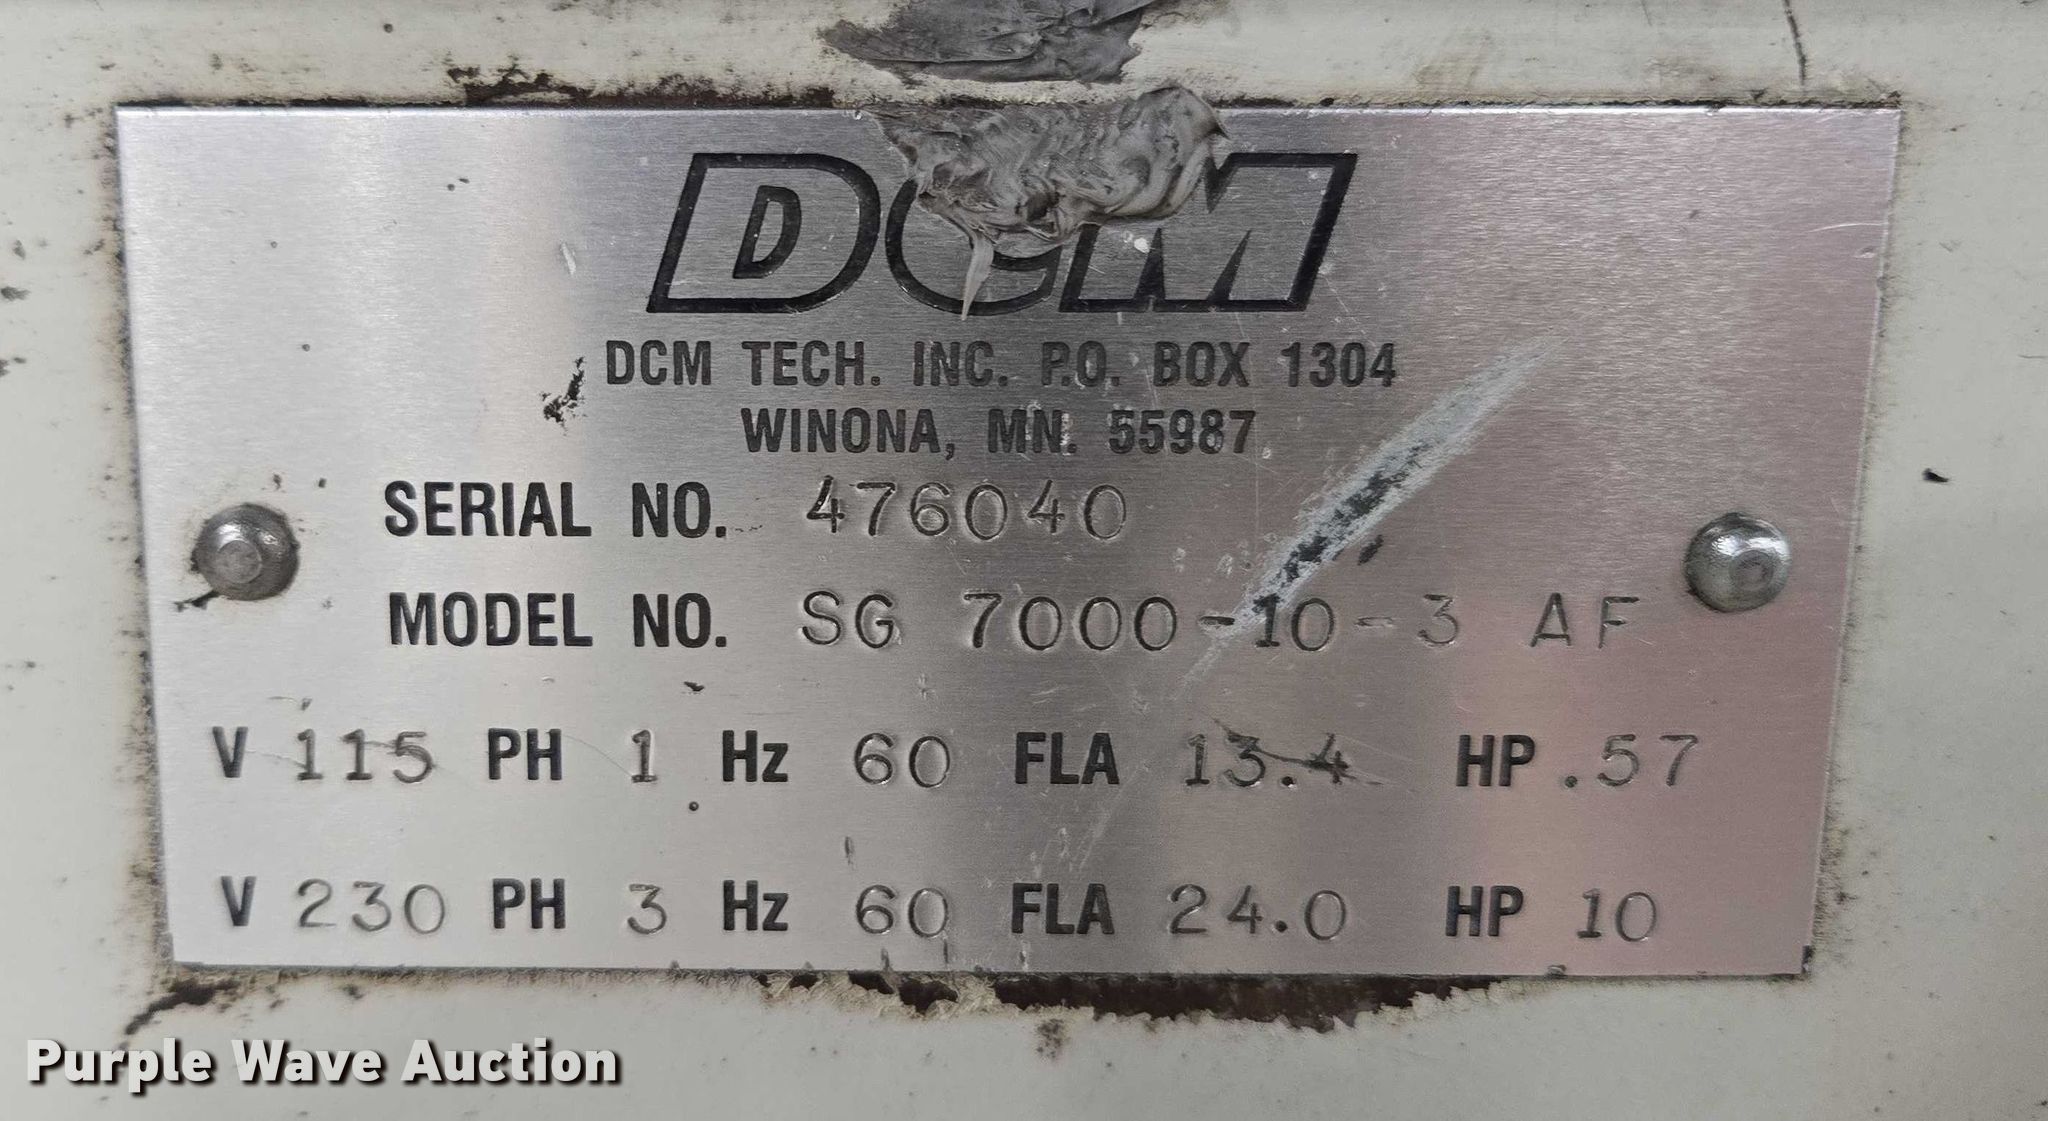 DCM
DCM TECH. INC. P.O. BOX 1304
WINONA, MN. 55987
SERIAL NO. 476040
MODEL NO. SG 7000-10-3 AF
V 115 PH 1 Hz 60 FLA 13.4 HP .57
V 230 PH 3 Hz 60 FLA 24.0 HP 10
Purple Wave Auction